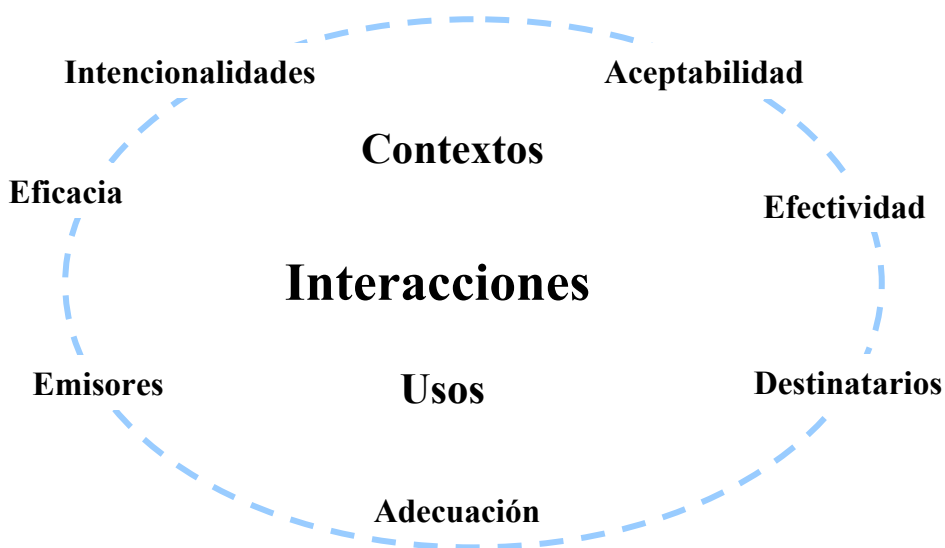 Intencionalidades
Aceptabilidad
Contextos
Eficacia
Efectividad
Interacciones
Emisores
Usos
Destinatarios
Adecuación